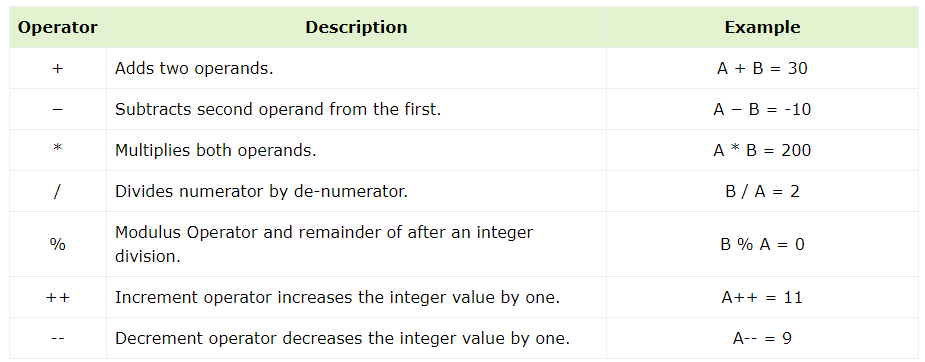 Operator Description Example
+ Adds two operands. A + B = 30
− Subtracts second operand from the first. A − B = -10
* Multiplies both operands. A * B = 200
/ Divides numerator by de-numerator. B / A = 2
% Modulus Operator and remainder of after an integer
division. B % A = 0
++ Increment operator increases the integer value by one. A++ = 11
-- Decrement operator decreases the integer value by one. A-- = 9